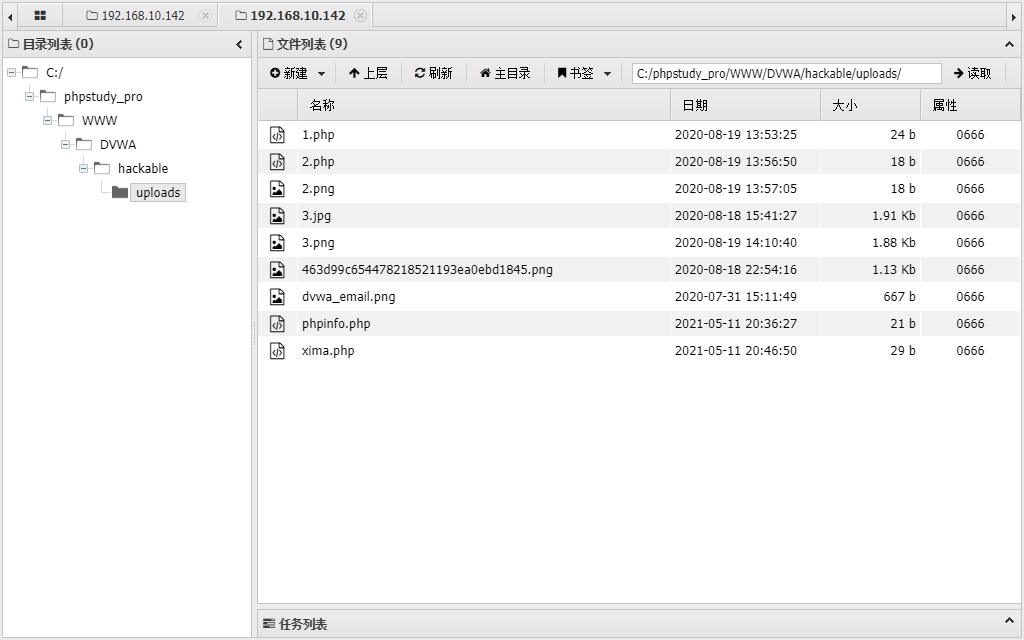 192.168.10.142
192.168.10.142
目录列表 (0)
文件列表 (9)
新建 上层 刷新 主目录 书签 C:/phpstudy_pro/WWW/DVWA/hackable/uploads/ 读取
C:/
phpstudy_pro
WWW
DVWA
hackable
uploads
名称 日期 大小 属性
1.php 2020-08-19 13:53:25 24 b 0666
2.php 2020-08-19 13:56:50 18 b 0666
2.png 2020-08-19 13:57:05 18 b 0666
3.jpg 2020-08-18 15:41:27 1.91 Kb 0666
3.png 2020-08-19 14:10:40 1.88 Kb 0666
463d99c654478218521193ea0ebd1845.png 2020-08-18 22:54:16 1.13 Kb 0666
dvwa_email.png 2020-07-31 15:11:49 667 b 0666
phpinfo.php 2021-05-11 20:36:27 21 b 0666
xima.php 2021-05-11 20:46:50 29 b 0666
任务列表